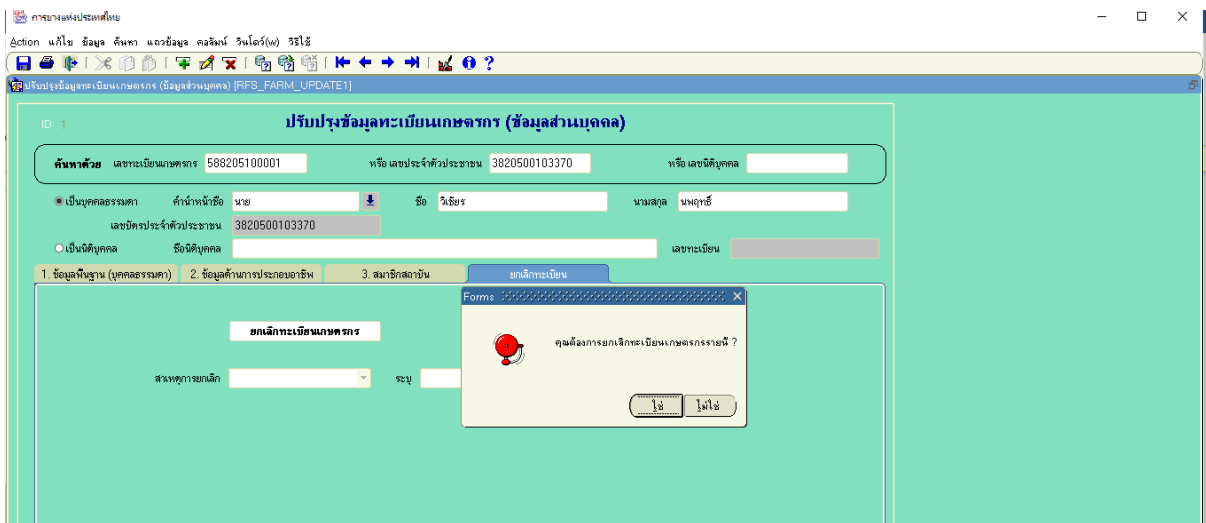 การยางแห่งประเทศไทย
Action แก้ไข ข้อมูล ค้นหา แถวข้อมูล คอลัมน์ วินโดว์(w) วิธีใช้
ปรับปรุงข้อมูลทะเบียนเกษตรกร (ข้อมูลส่วนบุคคล) [RFS_FARM_UPDATE1]
ID 1 ปรับปรุงข้อมูลทะเบียนเกษตรกร (ข้อมูลส่วนบุคคล)
ค้นหาด้วย เลขทะเบียนเกษตรกร 588205100001 หรือ เลขประจำตัวประชาชน 3820500103370 หรือ เลขนิติบุคคล
เป็นบุคคลธรรมดา คำนำหน้าชื่อ นาย ชื่อ วิเชียร นามสกุล นพฤทธิ์
เลขบัตรประจำตัวประชาชน 3820500103370
เป็นนิติบุคคล ชื่อนิติบุคคล เลขทะเบียน
1. ข้อมูลพื้นฐาน (บุคคลธรรมดา) 2. ข้อมูลด้านการประกอบอาชีพ 3. สมาชิกสถาบัน ยกเลิกทะเบียน
Forms
ยกเลิกทะเบียนเกษตรกร
คุณต้องการยกเลิกทะเบียนเกษตรกรรายนี้ ?
สาเหตุการยกเลิก ระบุ
ใช่ ไม่ใช่